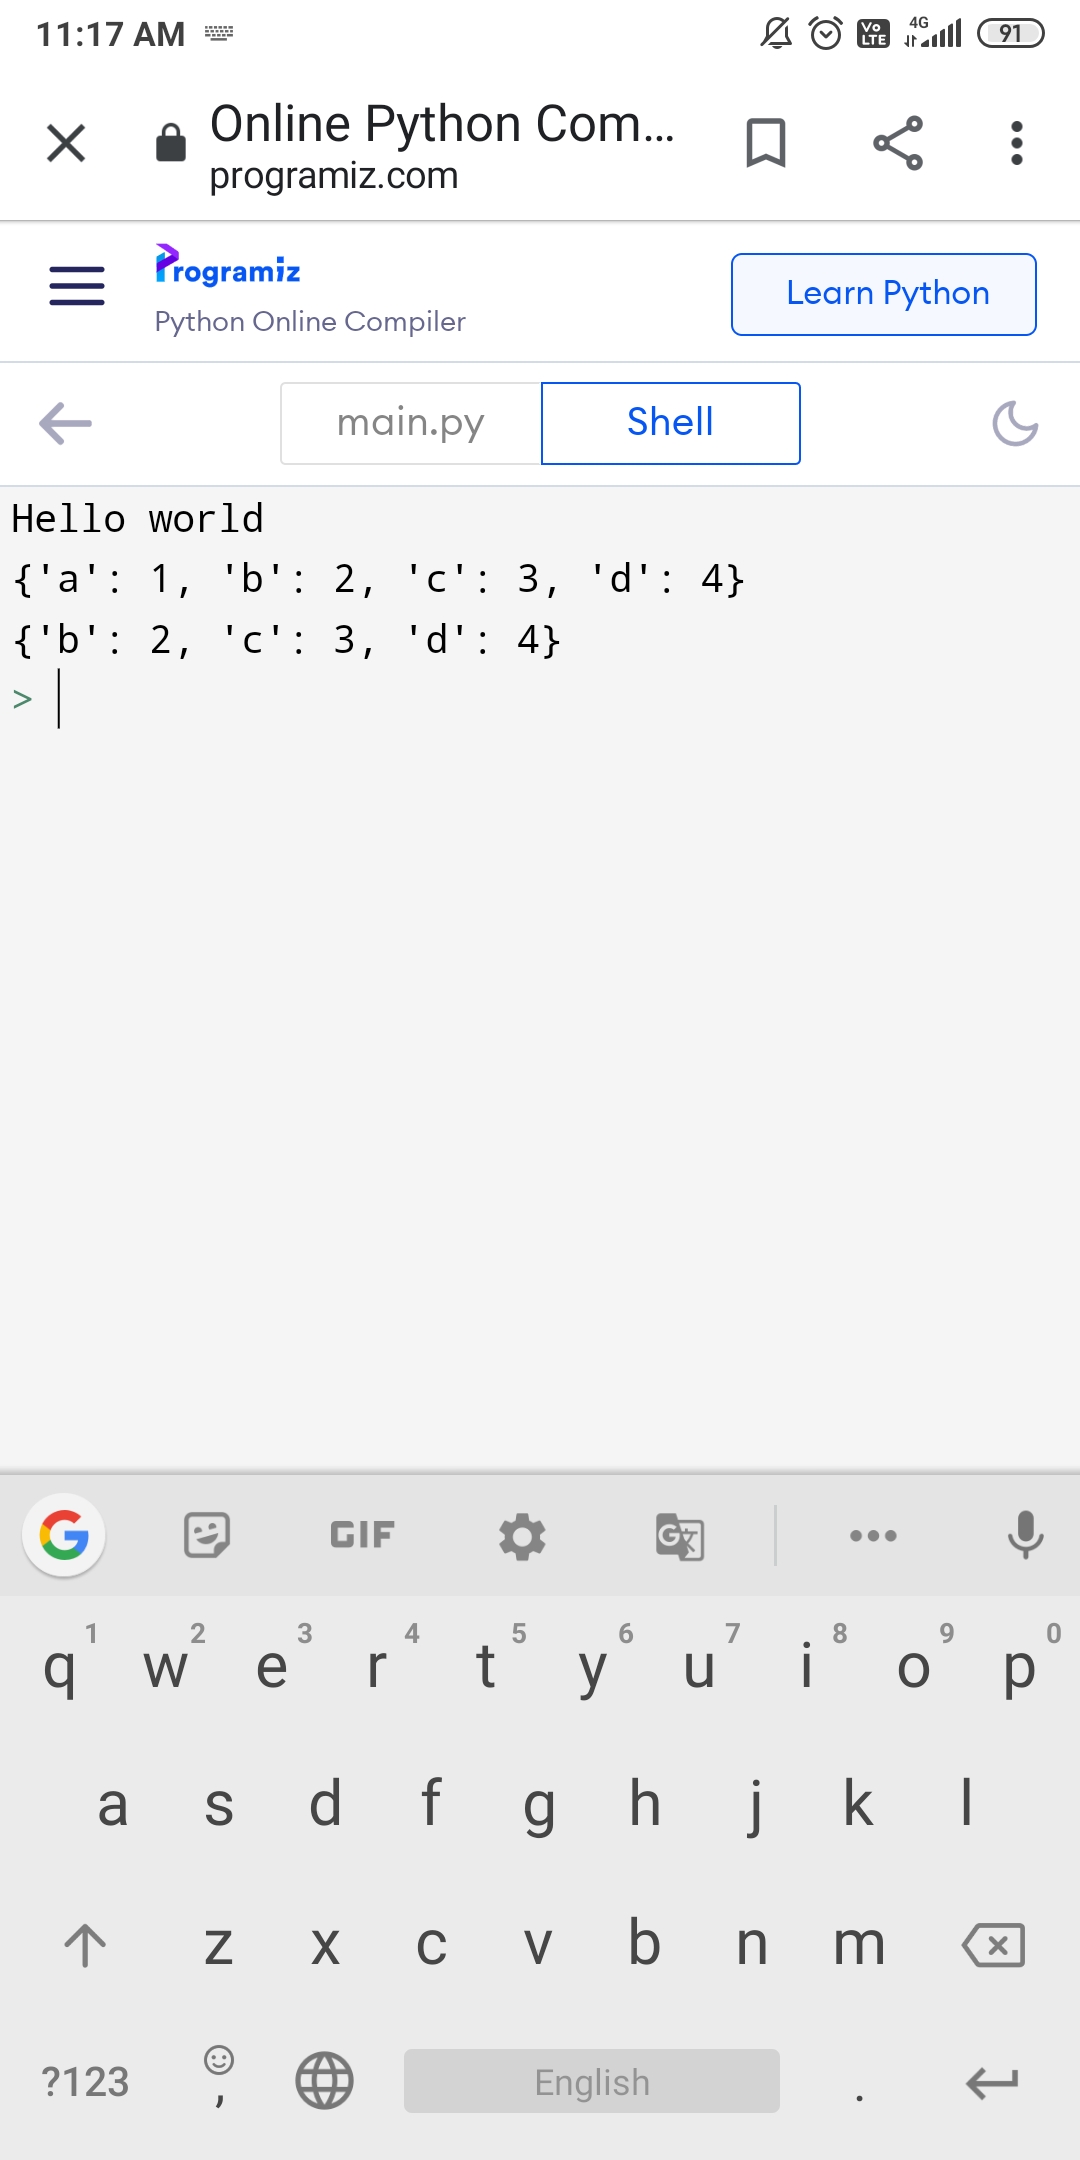 11:17 AM
Vo LTE 4G 91
Online Python Com...
programiz.com
Programiz
Python Online Compiler
Learn Python
main.py Shell
Hello world
{'a': 1, 'b': 2, 'c': 3, 'd': 4}
{'b': 2, 'c': 3, 'd': 4}
>
G GIF G文
1 2 3 4 5 6 7 8 9 0
q w e r t y u i o p
a s d f g h j k l
z x c v b n m
?123 , English .